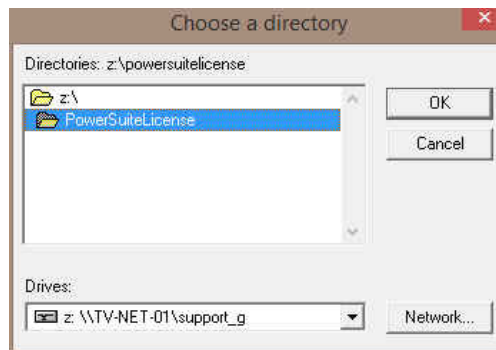 Choose a directory
Directories: z:\powersuitelicense
z:\
PowerSuiteLicense
OK
Cancel
Drives:
z: \\TV-NET-01\support_g
Network...